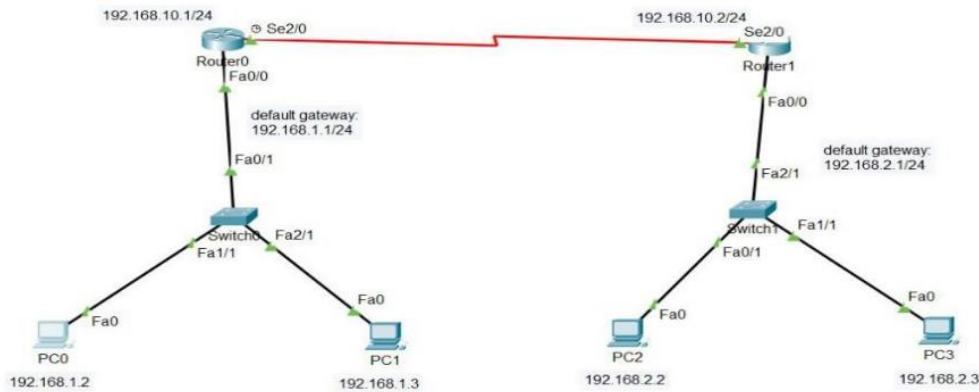 192.168.10.1/24
192.168.10.2/24
Se2/0
Se2/0
Router0
Router1
Fa0/0
Fa0/0
default gateway:
192.168.1.1/24
default gateway:
192.168.2.1/24
Fa0/1
Fa2/1
Switch0
Switch1
Fa1/1
Fa2/1
Fa0/1
Fa1/1
Fa0
Fa0
Fa0
Fa0
PC0
PC1
PC2
PC3
192.168.1.2
192.168.1.3
192.168.2.2
192.168.2.3